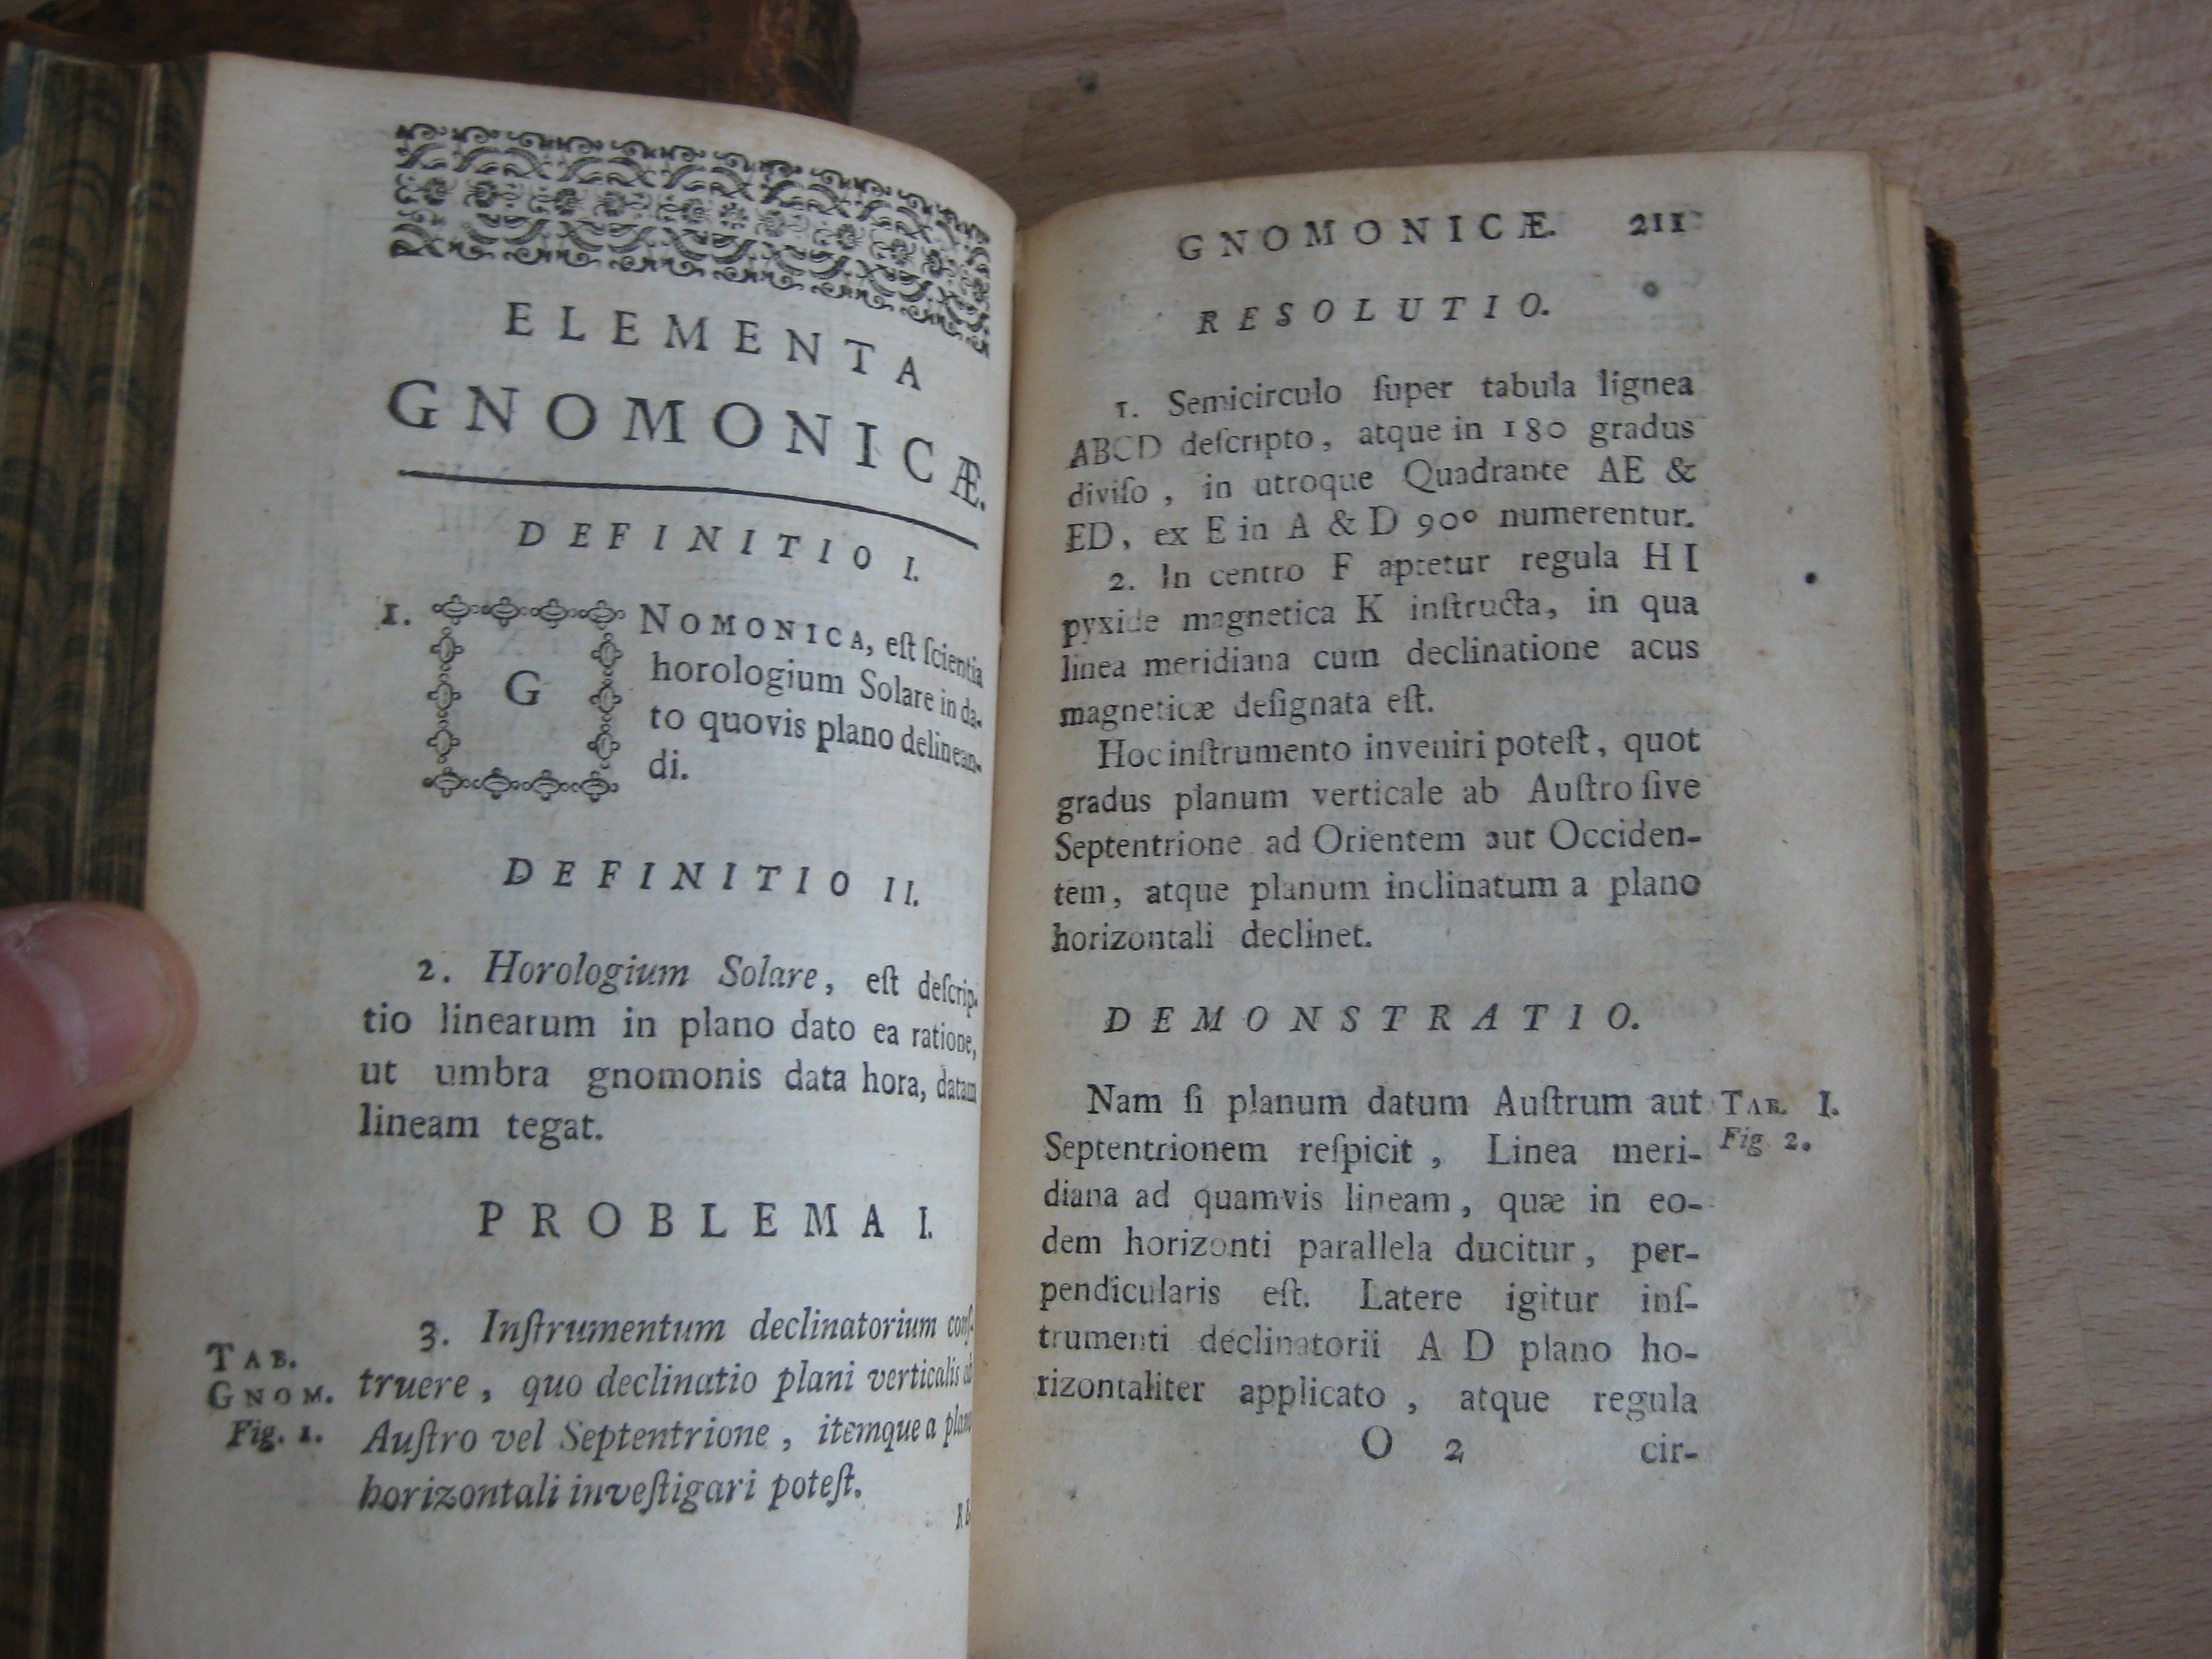 ELEMENTA
GNOMONICÆ.
DEFINITIO I.
1. GNOMONICA, eſt ſcientia
horologium Solare in da-
to quovis plano delinean-
di.
DEFINITIO II.
2. Horologium Solare, eſt deſcrip-
tio linearum in plano dato ea ratione,
ut umbra gnomonis data hora, datam
lineam tegat.
PROBLEMA I.
3. Inſtrumentum declinatorium conſ-
truere, quo declinatio plani verticalis ab
Auſtro vel Septentrione, itemque a plano
horizontali inveſtigari poteſt.
TAB.
GNOM.
Fig. 1.
GNOMONICÆ. 211
RESOLUTIO.
1. Semicirculo ſuper tabula lignea
ABCD deſcripto, atque in 180 gradus
diviſo, in utroque Quadrante AE &
ED, ex E in A & D 90° numerentur.
2. In centro F aptetur regula HI
pyxide magnetica K inſtructa, in qua
linea meridiana cum declinatione acus
magneticæ deſignata eſt.
Hoc inſtrumento inveniri poteſt, quot
gradus planum verticale ab Auſtro ſive
Septentrione ad Orientem aut Occiden-
tem, atque planum inclinatum a plano
horizontali declinet.
DEMONSTRATIO.
Nam ſi planum datum Auſtrum aut
Septentrionem reſpicit, Linea meri-
diana ad quamvis lineam, quæ in eo-
dem horizonti parallela ducitur, per-
pendicularis eſt. Latere igitur inſ-
trumenti declinatorii AD plano ho-
rizontaliter applicato, atque regula
TAB. I.
Fig. 2.
O 2 cir-